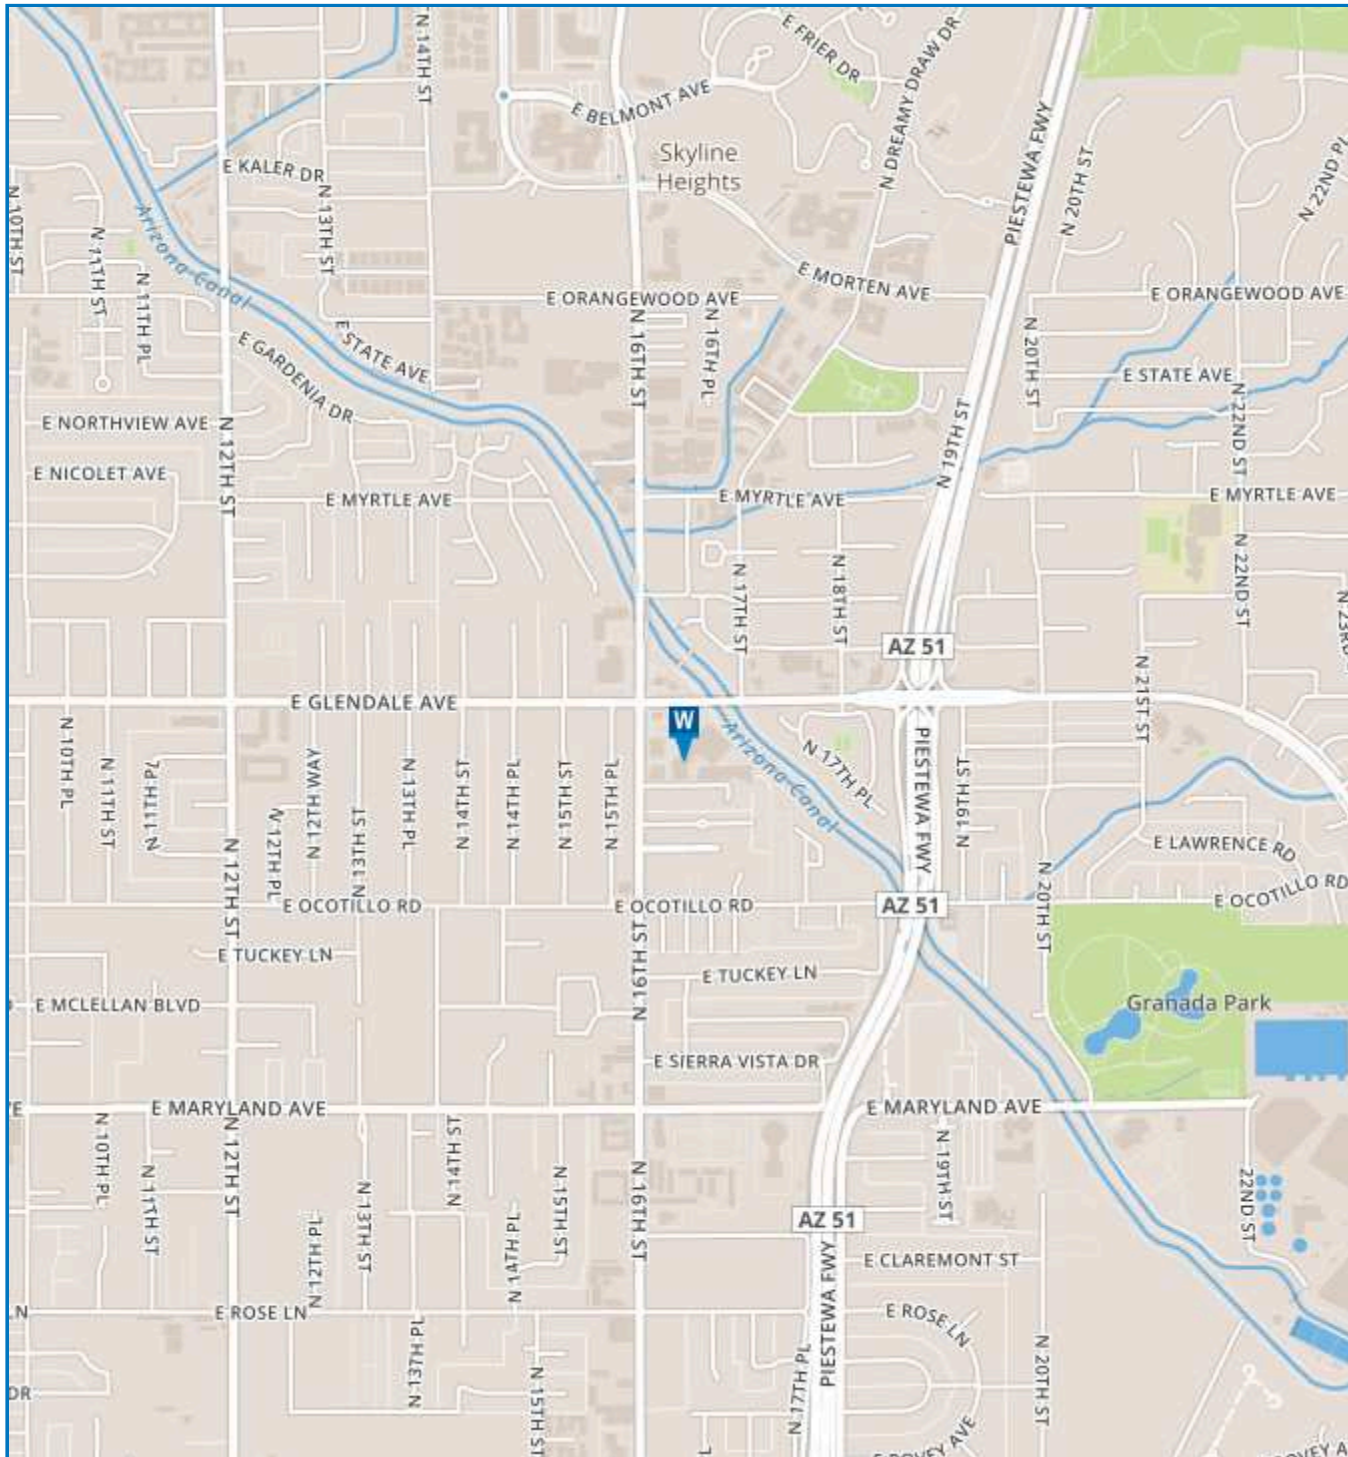 N 14TH ST
E FRIER DR
N DREAMY DRAW DR
E BELMONT AVE
PIESTEWA FWY
Skyline
Heights
E KALER DR
N 13TH ST
N 10TH ST
N 20TH ST
N 22ND PL
Arizona Canal
N 11TH ST
N 11TH PL
E MORTEN AVE
E ORANGEWOOD AVE
E ORANGEWOOD AVE
E STATE AVE
E GARDENIA DR
N 16TH ST
N 16TH PL
N 20TH ST
E STATE AVE
N 22ND ST
E NORTHVIEW AVE
N 12TH ST
N 19TH ST
E NICOLET AVE
E MYRTLE AVE
E MYRTLE AVE
E MYRTLE AVE
N 17TH ST
N 18TH ST
N 22ND ST
N 23RD
AZ 51
N 21ST ST
E GLENDALE AVE
W
N 10TH PL
N 11TH ST
N 11TH PL
N 12TH PL
N 12TH WAY
N 13TH ST
N 13TH PL
N 14TH ST
N 14TH PL
N 15TH ST
N 15TH PL
Arizona Canal
N 17TH PL
PIESTEWA FWY
N 19TH ST
E LAWRENCE RD
N 12TH ST
E OCOTILLO RD
E OCOTILLO RD
AZ 51
N 20TH ST
E OCOTILLO RD
E TUCKEY LN
N 16TH ST
E TUCKEY LN
E MCLELLAN BLVD
Granada Park
E SIERRA VISTA DR
E MARYLAND AVE
E MARYLAND AVE
N 10TH PL
N 11TH ST
N 12TH ST
N 12TH PL
N 13TH ST
N 14TH ST
N 14TH PL
N 15TH ST
N 16TH ST
N 19TH ST
22ND ST
AZ 51
E CLAREMONT ST
PIESTEWA FWY
LN
E ROSE LN
E ROSE LN
N 13TH PL
N 15TH ST
N 17TH PL
N 20TH ST
DR